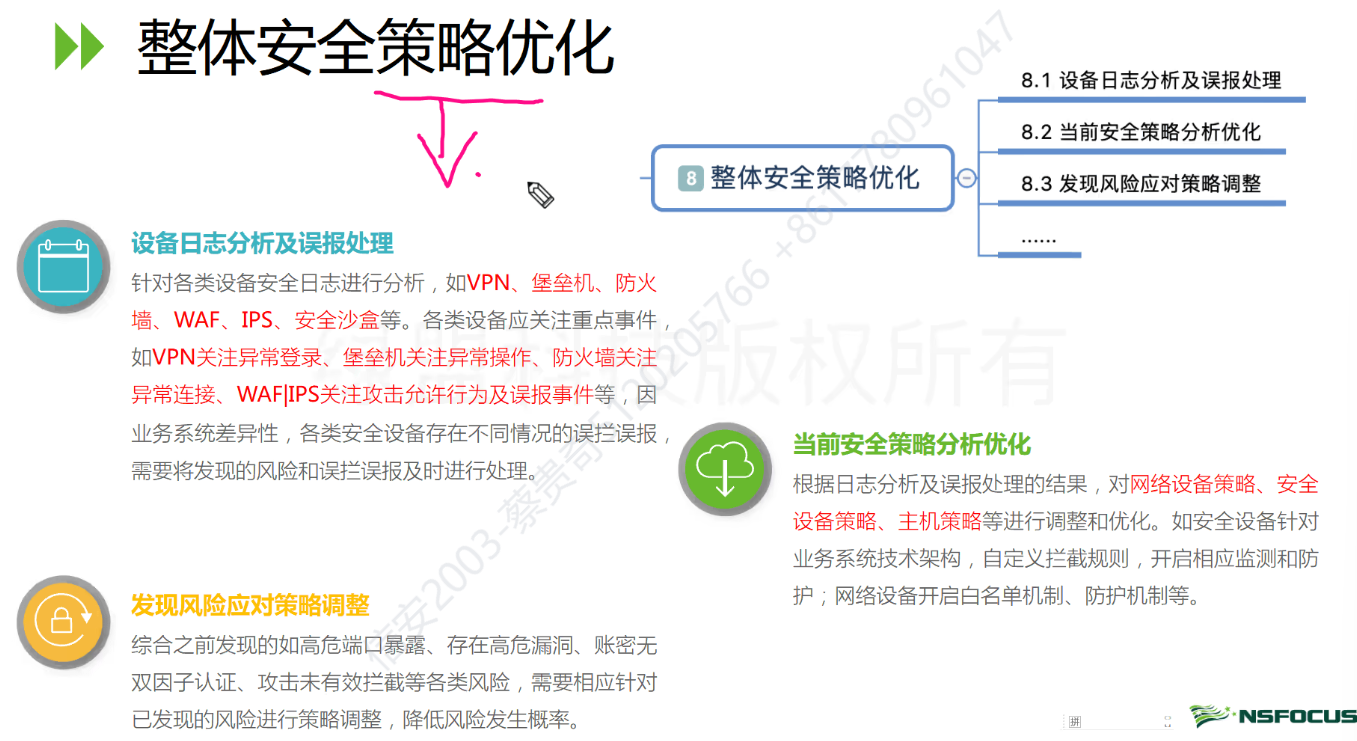 整体安全策略优化
8 整体安全策略优化
8.1 设备日志分析及误报处理
8.2 当前安全策略分析优化
8.3 发现风险应对策略调整
......
设备日志分析及误报处理
针对各类设备安全日志进行分析，如VPN、堡垒机、防火
墙、WAF、IPS、安全沙盒等。各类设备应关注重点事件，
如VPN关注异常登录、堡垒机关注异常操作、防火墙关注
异常连接、WAF|IPS关注攻击允许行为及误报事件等，因
业务系统差异性，各类安全设备存在不同情况的误拦误报，
需要将发现的风险和误拦误报及时进行处理。
当前安全策略分析优化
根据日志分析及误报处理的结果，对网络设备策略、安全
设备策略、主机策略等进行调整和优化。如安全设备针对
业务系统技术架构，自定义拦截规则，开启相应监测和防
护；网络设备开启白名单机制、防护机制等。
发现风险应对策略调整
综合之前发现的如高危端口暴露、存在高危漏洞、账密无
双因子认证、攻击未有效拦截等各类风险，需要相应针对
已发现的风险进行策略调整，降低风险发生概率。
版权所有
拼
NSFOCUS